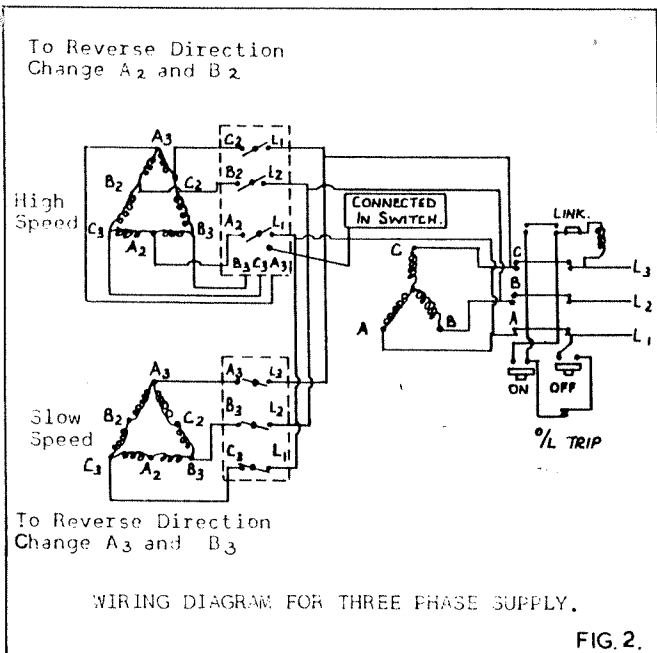 To Reverse Direction
Change A2 and B2
A3
C2 L1
B2 C2
B2 L2
High
Speed
CONNECTED
IN SWITCH.
A2 L1
C3 A2 B3
B3 C3 A3
LINK.
C
C
L3
B
L2
A B
A
L1
ON OFF
O/L TRIP
A3
A3 L3
B2 C2
B3 L2
Slow
Speed
C3 A2 B3
C3 L1
To Reverse Direction
Change A3 and B3
WIRING DIAGRAM FOR THREE PHASE SUPPLY.
FIG. 2.